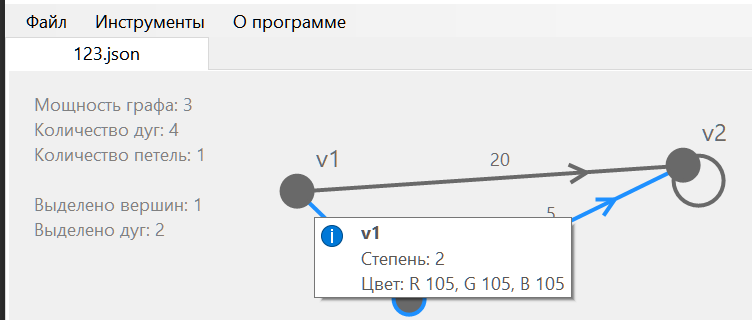 Файл Инструменты О программе
123.json
Мощность графа: 3
Количество дуг: 4
Количество петель: 1
Выделено вершин: 1
Выделено дуг: 2
v1
v2
20
5
v1
Степень: 2
Цвет: R 105, G 105, B 105